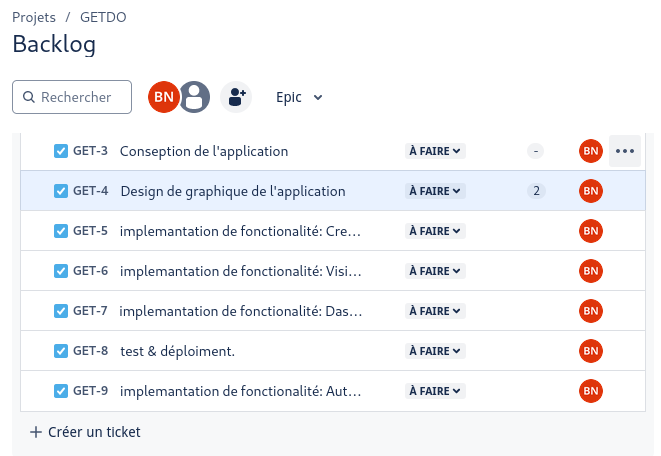 Projets / GETDO
Backlog
Rechercher BN Epic
GET-3 Conseption de l'application À FAIRE - BN
GET-4 Design de graphique de l'application À FAIRE 2 BN
GET-5 implemantation de fonctionalité: Cre... À FAIRE BN
GET-6 implemantation de fonctionalité: Visi... À FAIRE BN
GET-7 implemantation de fonctionalité: Das... À FAIRE BN
GET-8 test & déploiment. À FAIRE BN
GET-9 implemantation de fonctionalité: Aut... À FAIRE BN
+ Créer un ticket